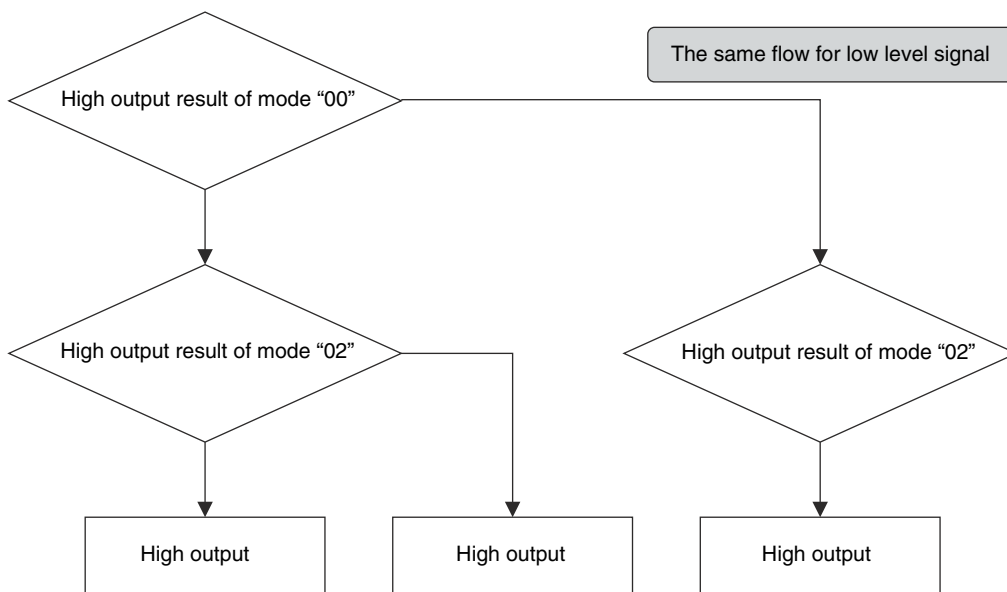 The same flow for low level signal
High output result of mode “00”
High output result of mode “02”
High output result of mode “02”
High output
High output
High output